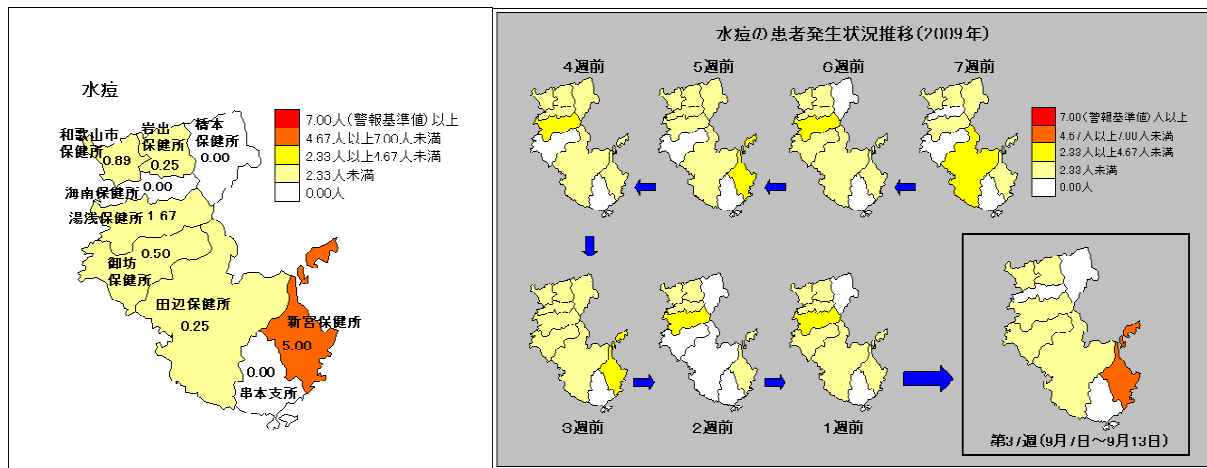 水痘
7.00人(警報基準値)以上
4.67人以上7.00人未満
2.33人以上4.67人未満
2.33人未満
0.00人
和歌山市
保健所
0.89
岩出
保健所
0.25
橋本
保健所
0.00
0.00
海南保健所
湯浅保健所
1.67
0.50
御坊
保健所
田辺保健所
0.25
新宮保健所
5.00
0.00
串本支所
水痘の患者発生状況推移(2009年)
4週前
5週前
6週前
7週前
7.00(警報基準値)人以上
4.67人以上7.00人未満
2.33人以上4.67人未満
2.33人未満
0.00人
3週前
2週前
1週前
第37週(9月7日~9月13日)